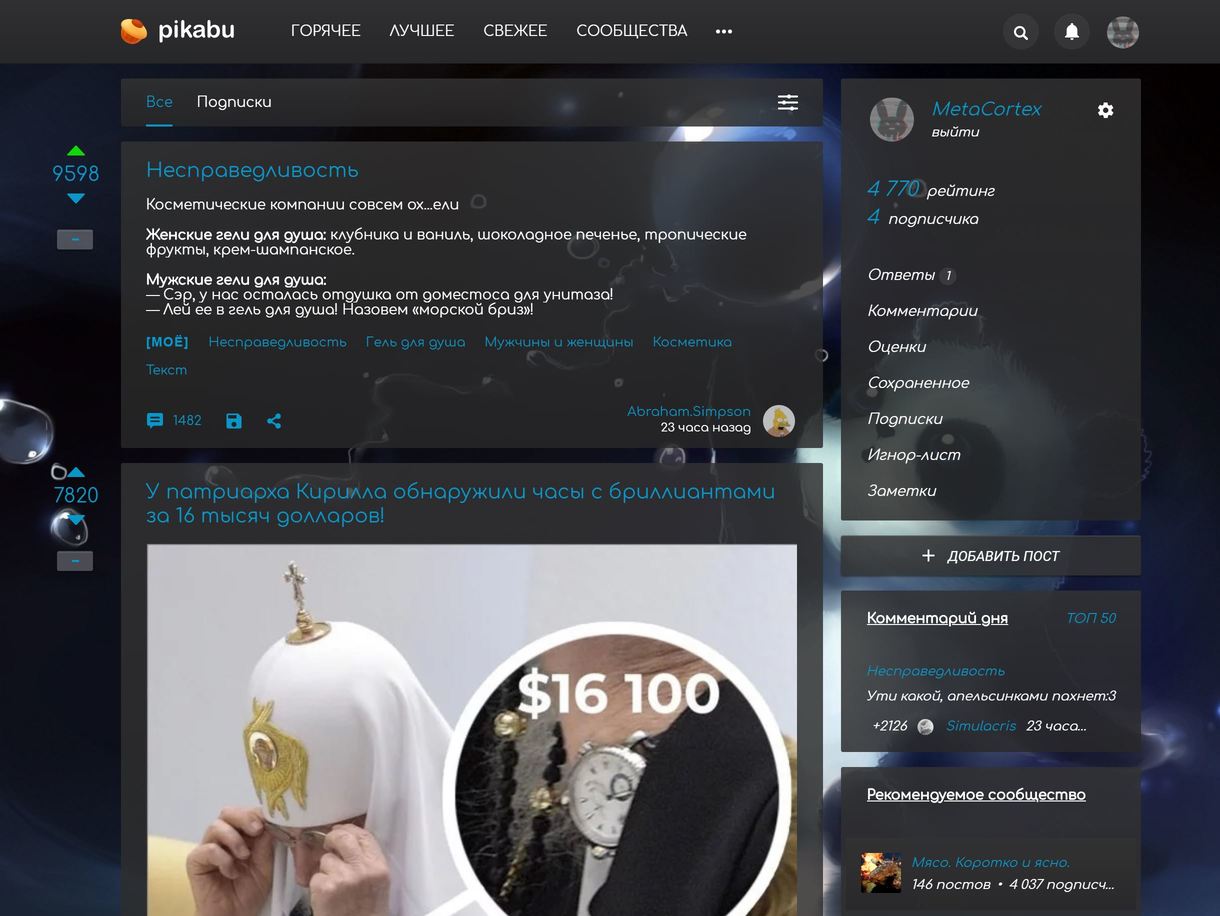 pikabu
ГОРЯЧЕЕ
ЛУЧШЕЕ
СВЕЖЕЕ
СООБЩЕСТВА
Все
Подписки
9598
Несправедливость
Косметические компании совсем ох...ели
Женские гели для душа: клубника и ваниль, шоколадное печенье, тропические
фрукты, крем-шампанское.
Мужские гели для душа:
— Сэр, у нас осталась отдушка от доместоса для унитаза!
— Лей ее в гель для душа! Назовем «морской бриз»!
[МОЁ] Несправедливость Гель для душа Мужчины и женщины Косметика
Текст
1482
Abraham.Simpson
23 часа назад
7820
У патриарха Кирилла обнаружили часы с бриллиантами
за 16 тысяч долларов!
$16 100
MetaCortex
выйти
4 770 рейтинг
4 подписчика
Ответы 1
Комментарии
Оценки
Сохраненное
Подписки
Игнор-лист
Заметки
+ ДОБАВИТЬ ПОСТ
Комментарий дня
ТОП 50
Несправедливость
Ути какой, апельсинками пахнет:3
+2126 Simulacris 23 часа...
Рекомендуемое сообщество
Мясо. Коротко и ясно.
146 постов • 4 037 подписч...